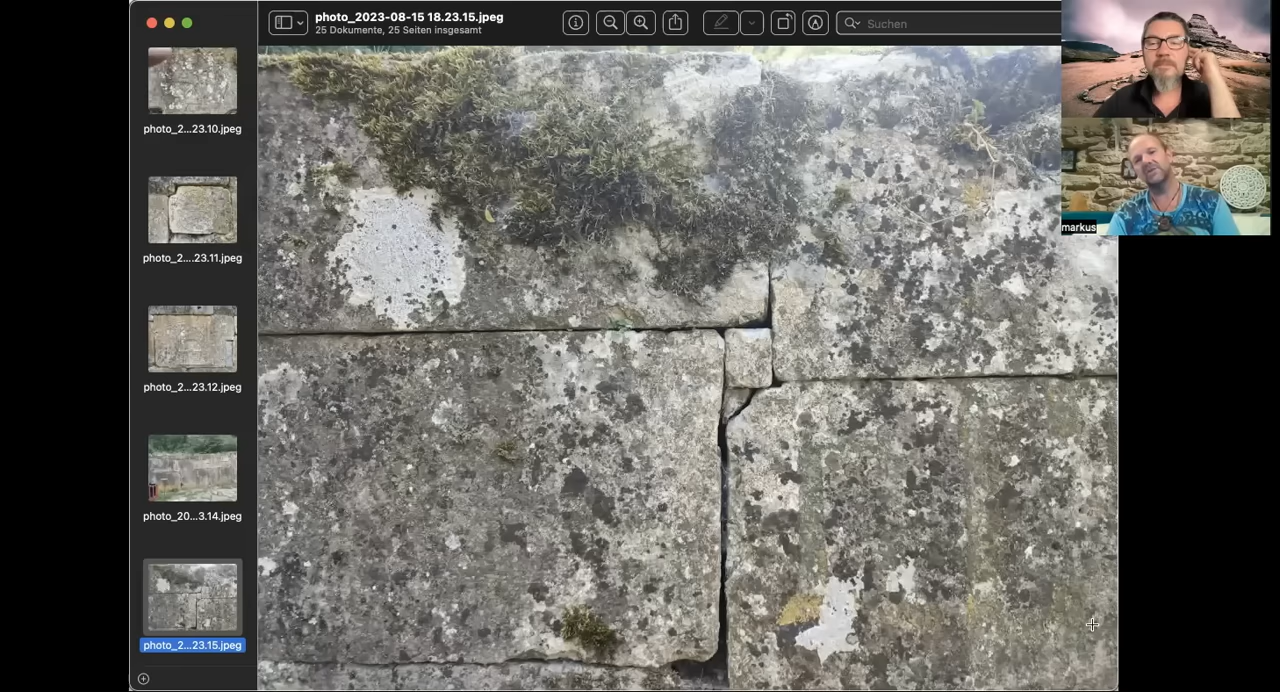 photo_2023-08-15 18.23.15.jpeg
25 Dokumente, 25 Seiten insgesamt
Suchen
photo_2...23.10.jpeg
photo_2....23.11.jpeg
photo_2...23.12.jpeg
photo_20...3.14.jpeg
photo_2...23.15.jpeg
markus